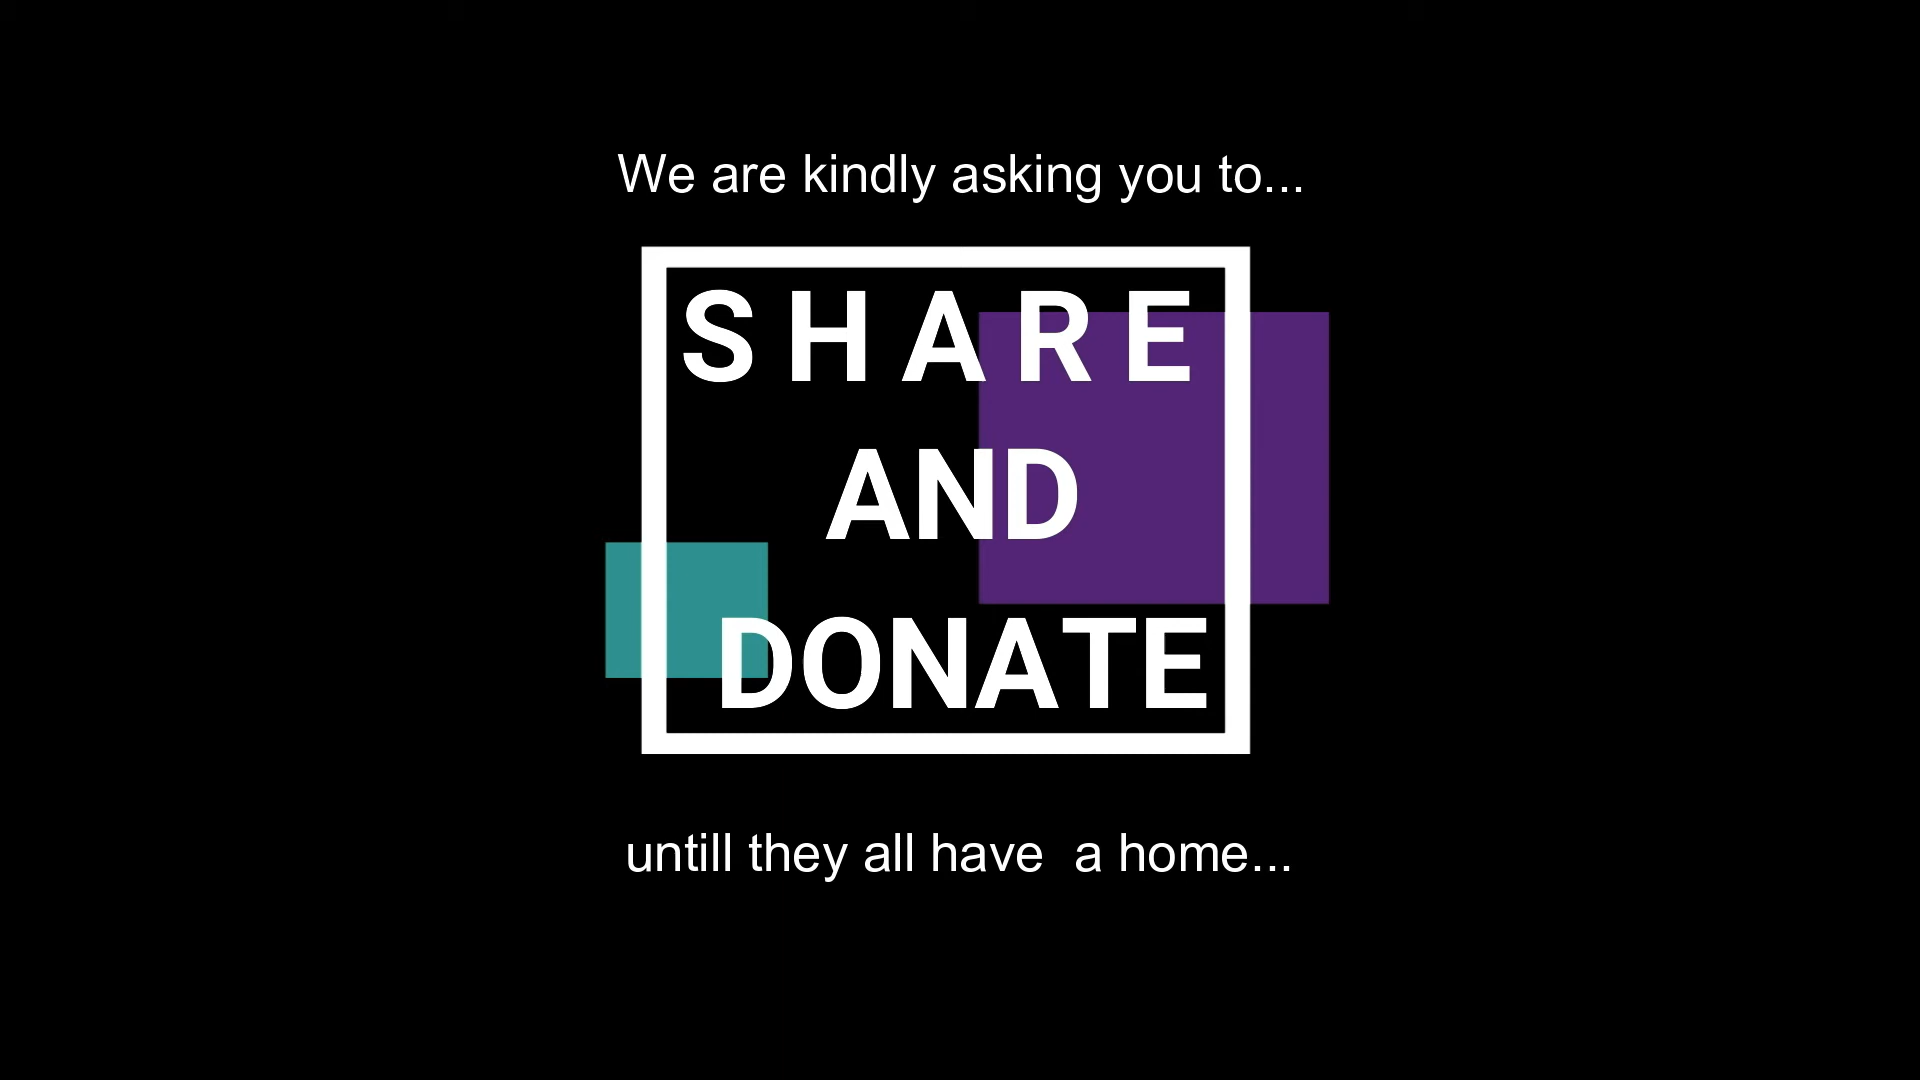 We are kindly asking you to...
SHARE
AND
DONATE
untill they all have  a home...